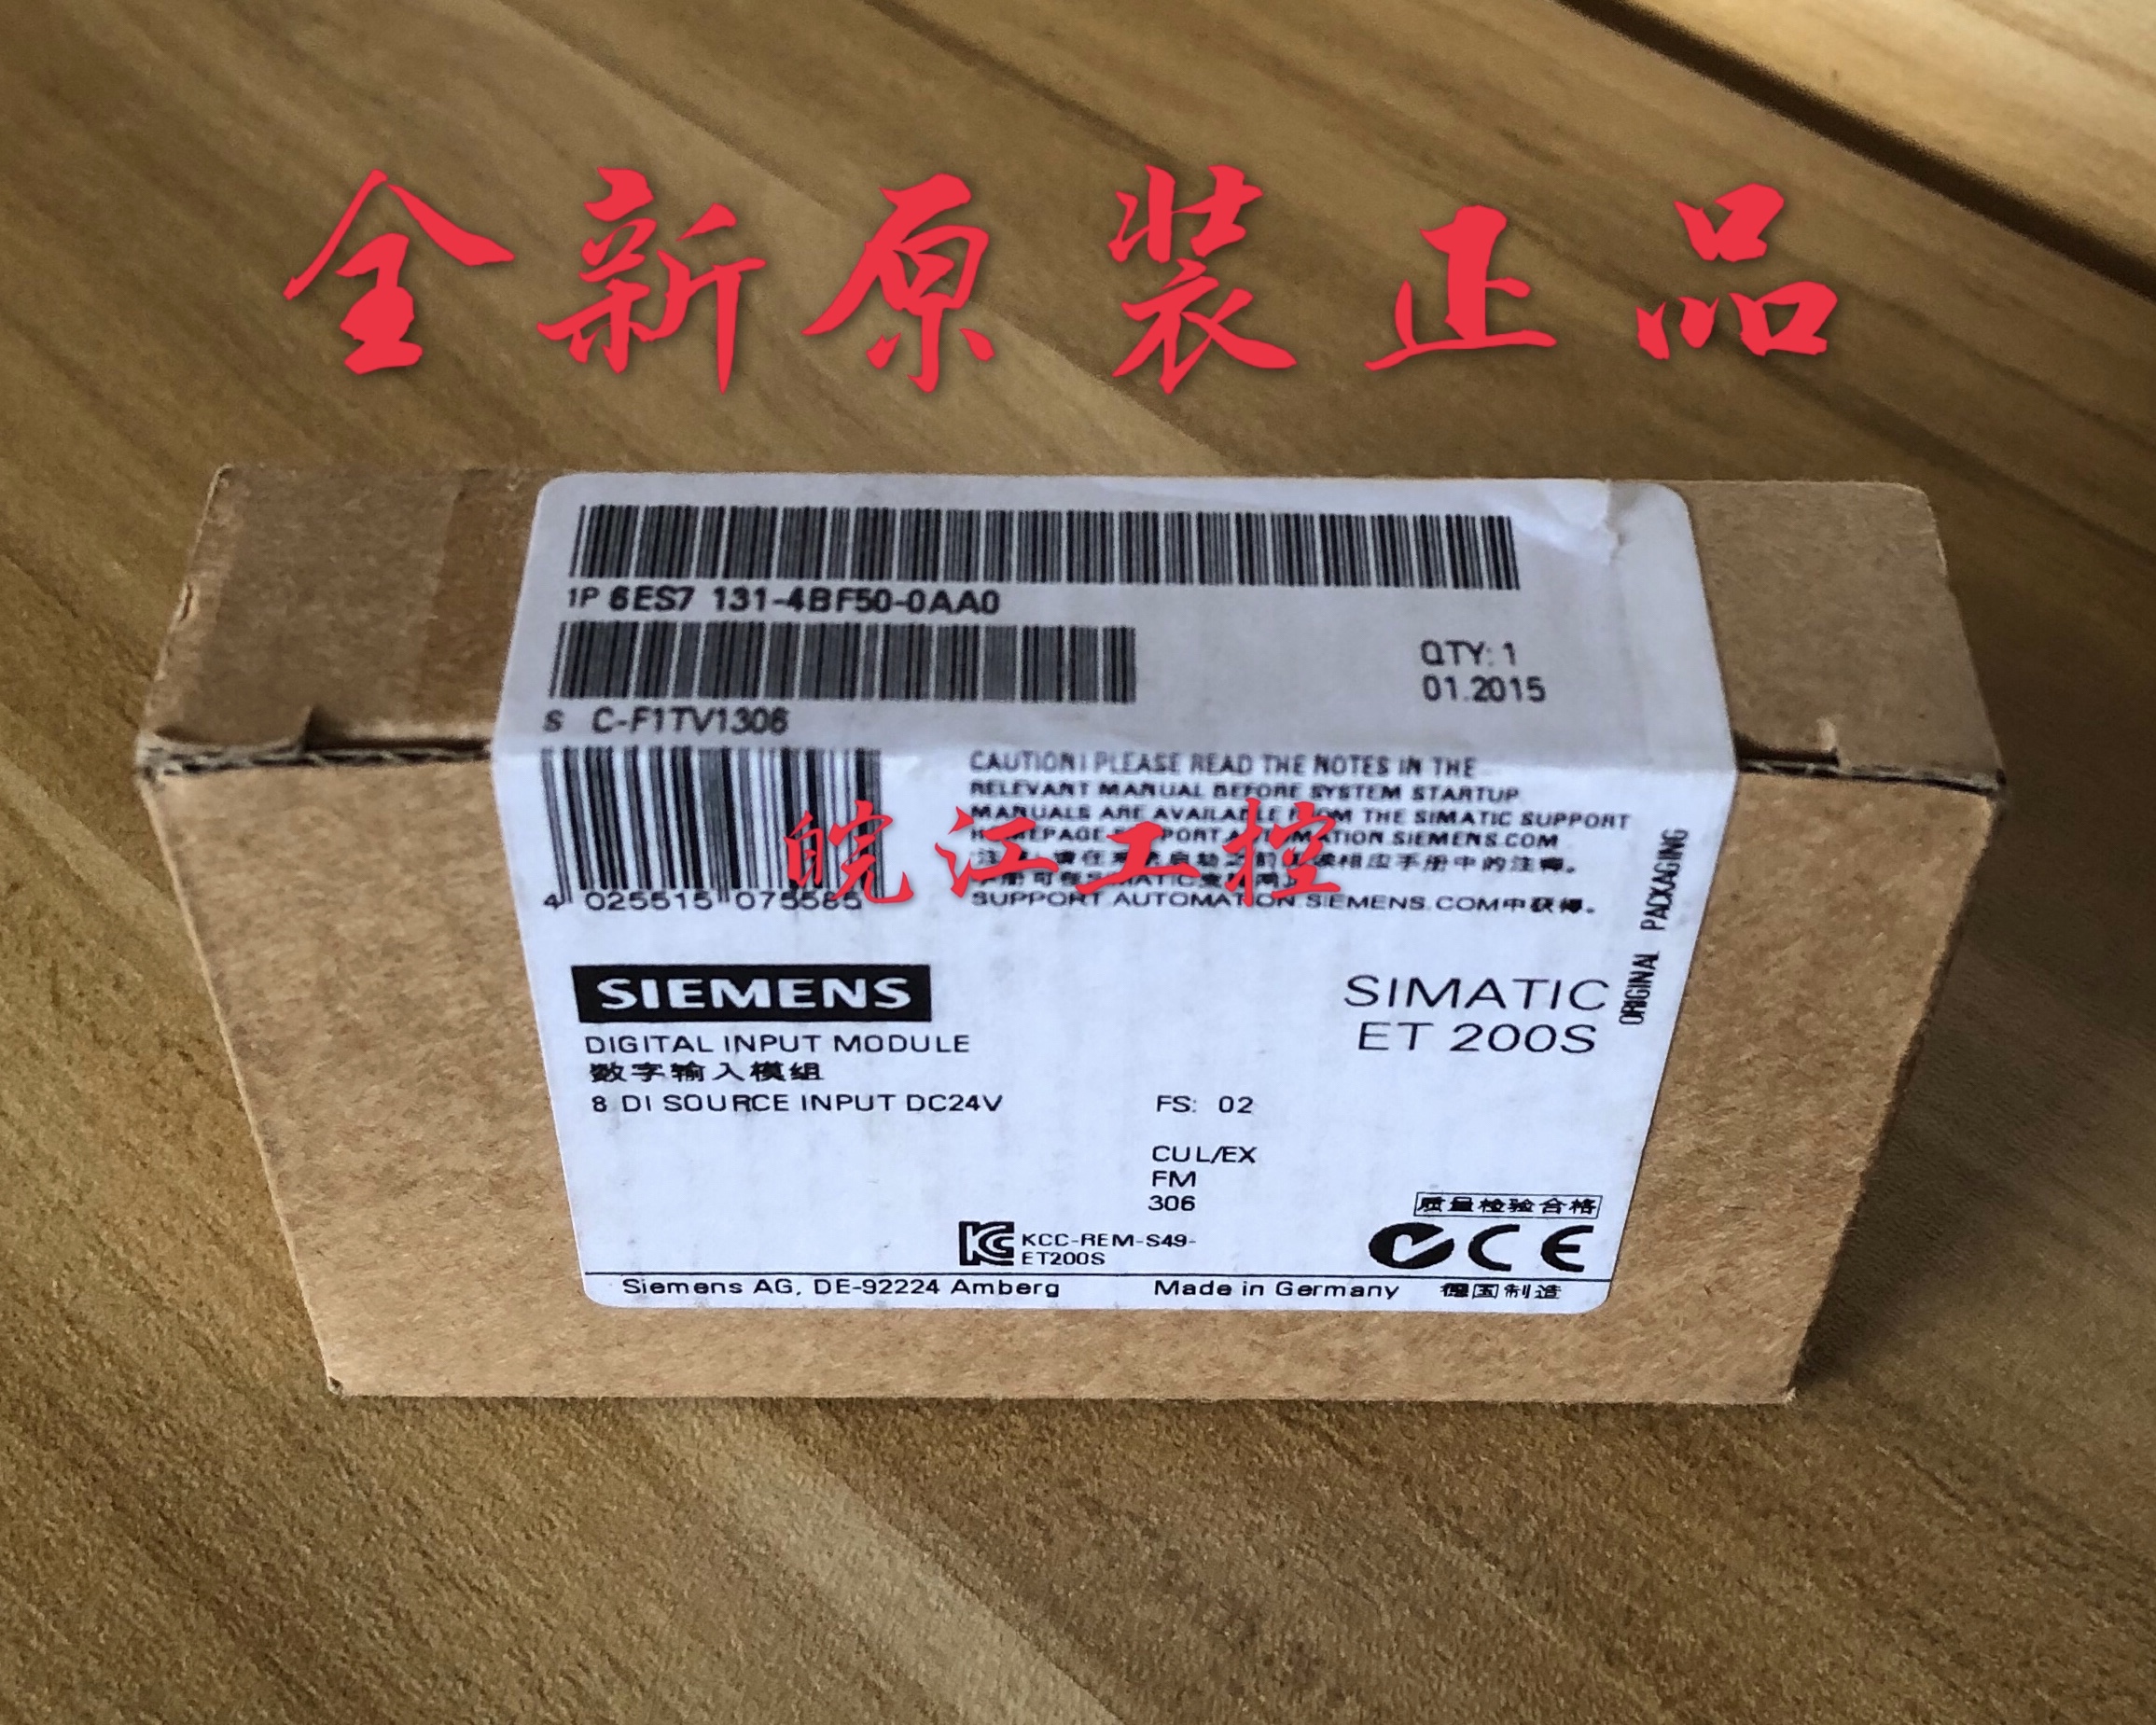 全新原装正品
1P 6ES7 131-4BF50-0AA0
QTY: 1
01.2015
S C-F1TV1306
CAUTION! PLEASE READ THE NOTES IN THE
RELEVANT MANUAL BEFORE SYSTEM STARTUP.
MANUALS ARE AVAILABLE FROM THE SIMATIC SUPPORT
皖江工控
4 025515 075585
SUPPORT AUTOMATION SIEMENS.COM中获得。
ORIGINAL PACKAGING
SIEMENS
SIMATIC
ET 200S
DIGITAL INPUT MODULE
数字输入模组
8 DI SOURCE INPUT DC24V
FS: 02
CUL/EX
FM
306
质量检验合格
KCC-REM-S49-
ET200S
CE
Siemens AG, DE-92224 Amberg Made in Germany 德国制造